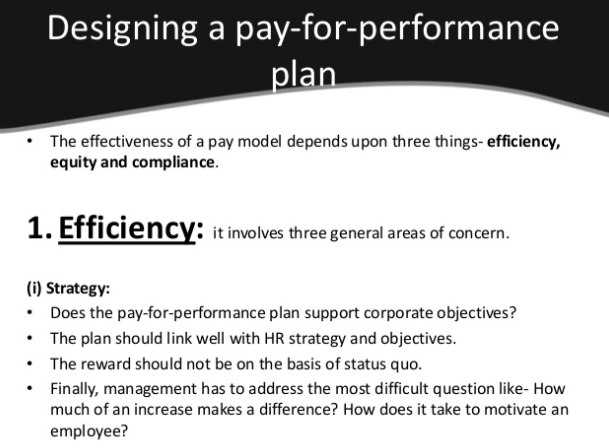 Designing a pay-for-performance
plan
• The effectiveness of a pay model depends upon three things- efficiency,
equity and compliance.
1. Efficiency: it involves three general areas of concern.
(i) Strategy:
• Does the pay-for-performance plan support corporate objectives?
• The plan should link well with HR strategy and objectives.
• The reward should not be on the basis of status quo.
• Finally, management has to address the most difficult question like- How
much of an increase makes a difference? How does it take to motivate an
employee?